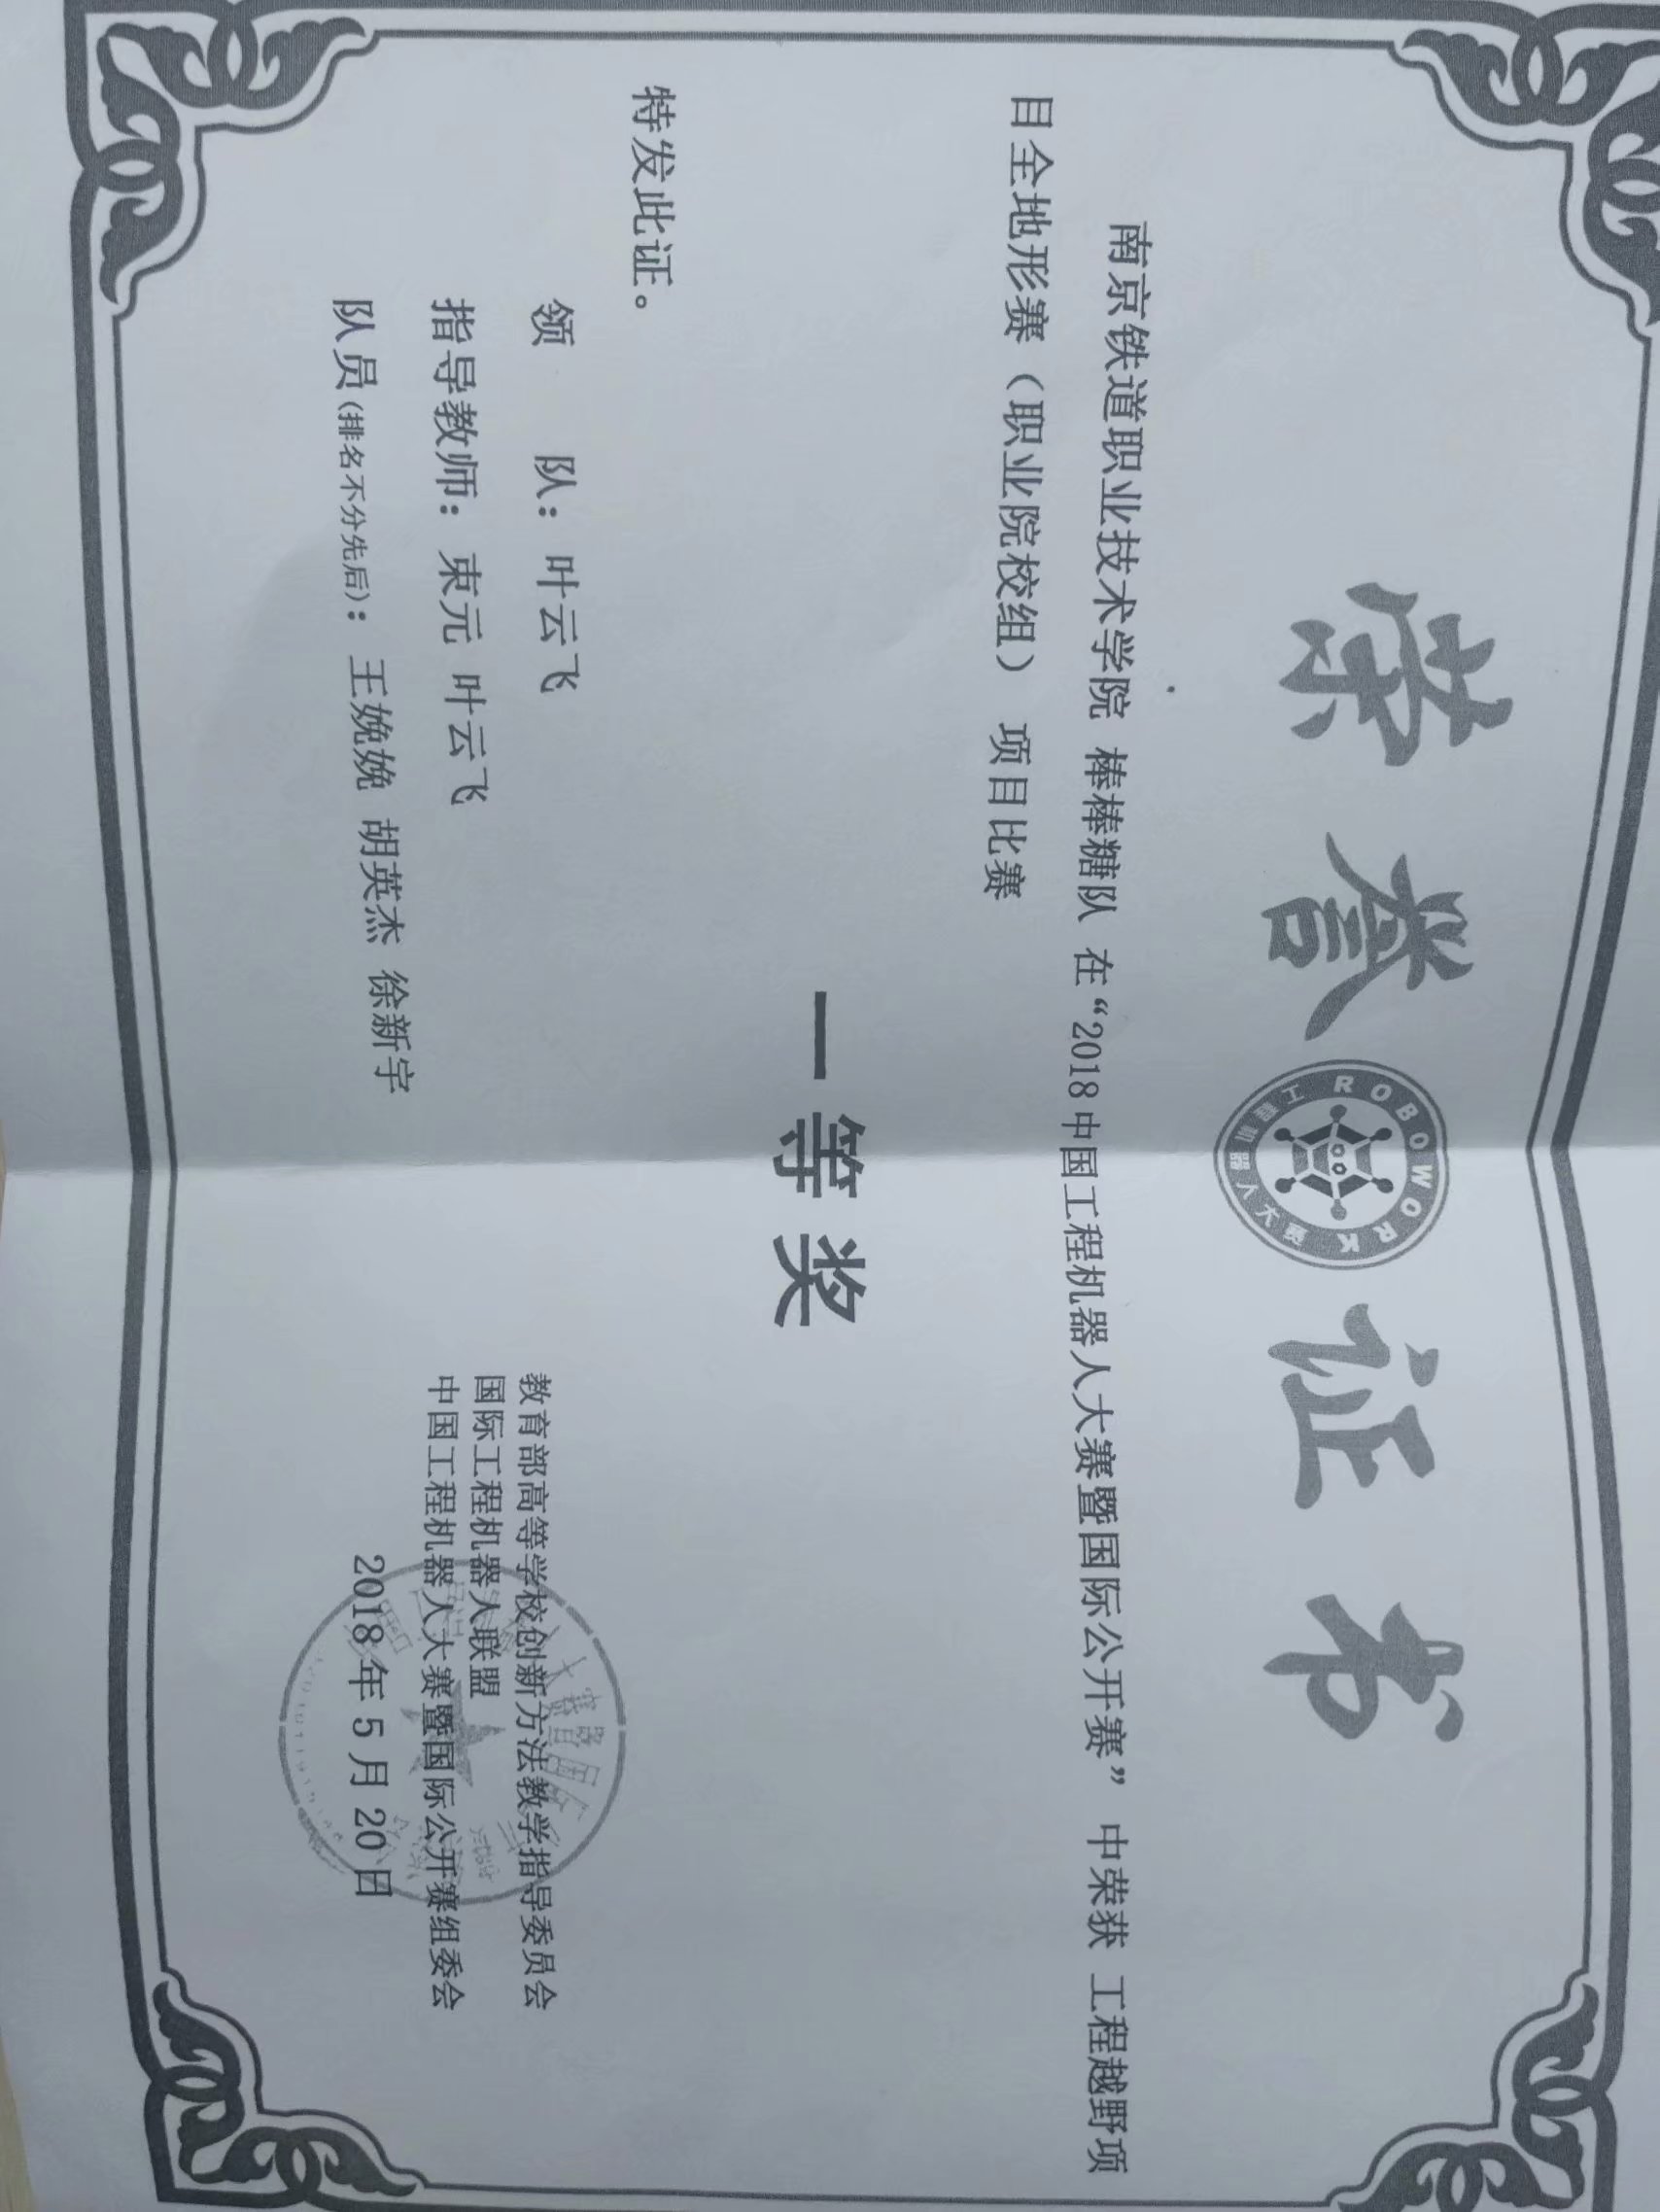 荣誉证书
ROBOWORK
工程机器人大赛
南京铁道职业技术学院 棒棒糖队 在“2018中国工程机器人大赛暨国际公开赛” 中荣获 工程越野项
目全地形赛（职业院校组） 项目比赛
一等奖
特发此证。
领 队：叶云飞
指导教师：束元 叶云飞
队员(排名不分先后)：王娩娩 胡英杰 徐新宇
教育部高等学校创新方法教学指导委员会
国际工程机器人联盟
中国工程机器人大赛暨国际公开赛组委会
2018年5月20日